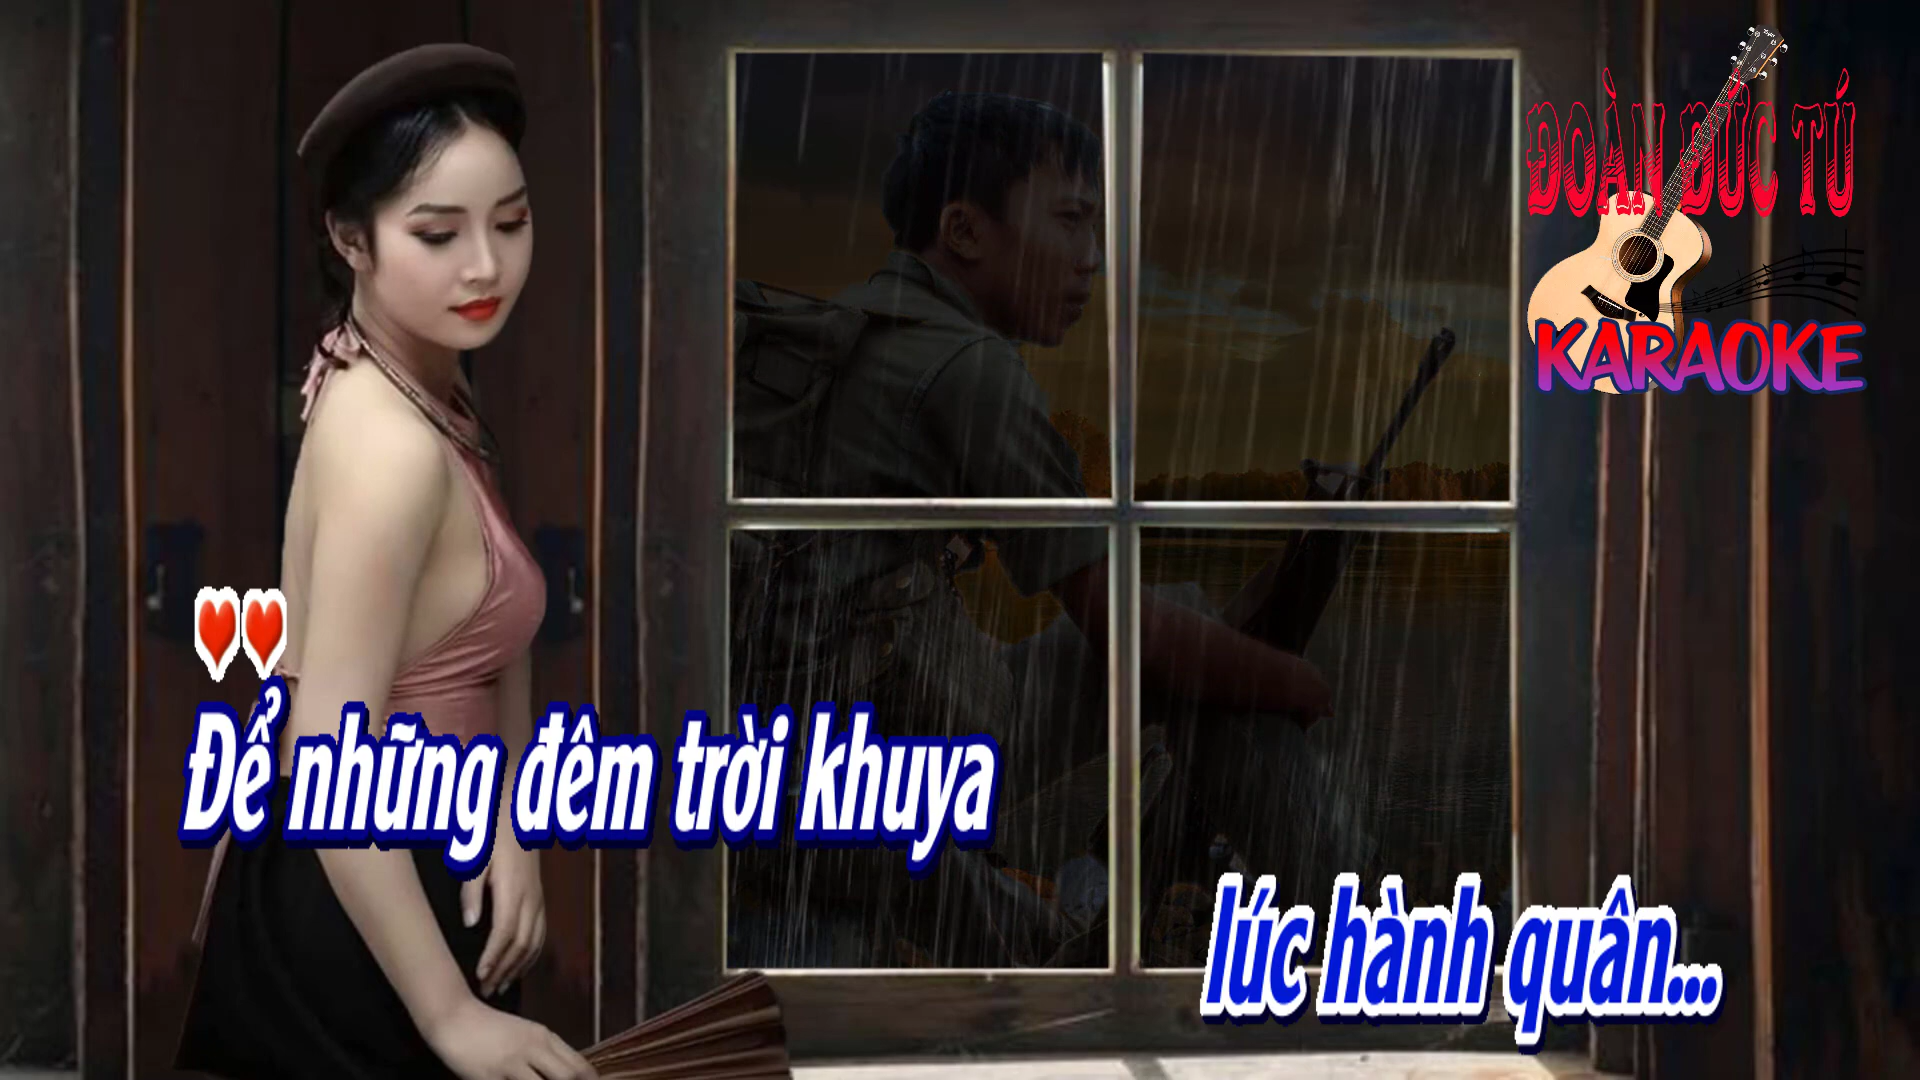 ĐOÀN ĐỨC TÚ
KARAOKE
Để những đêm trời khuya
lúc hành quân...